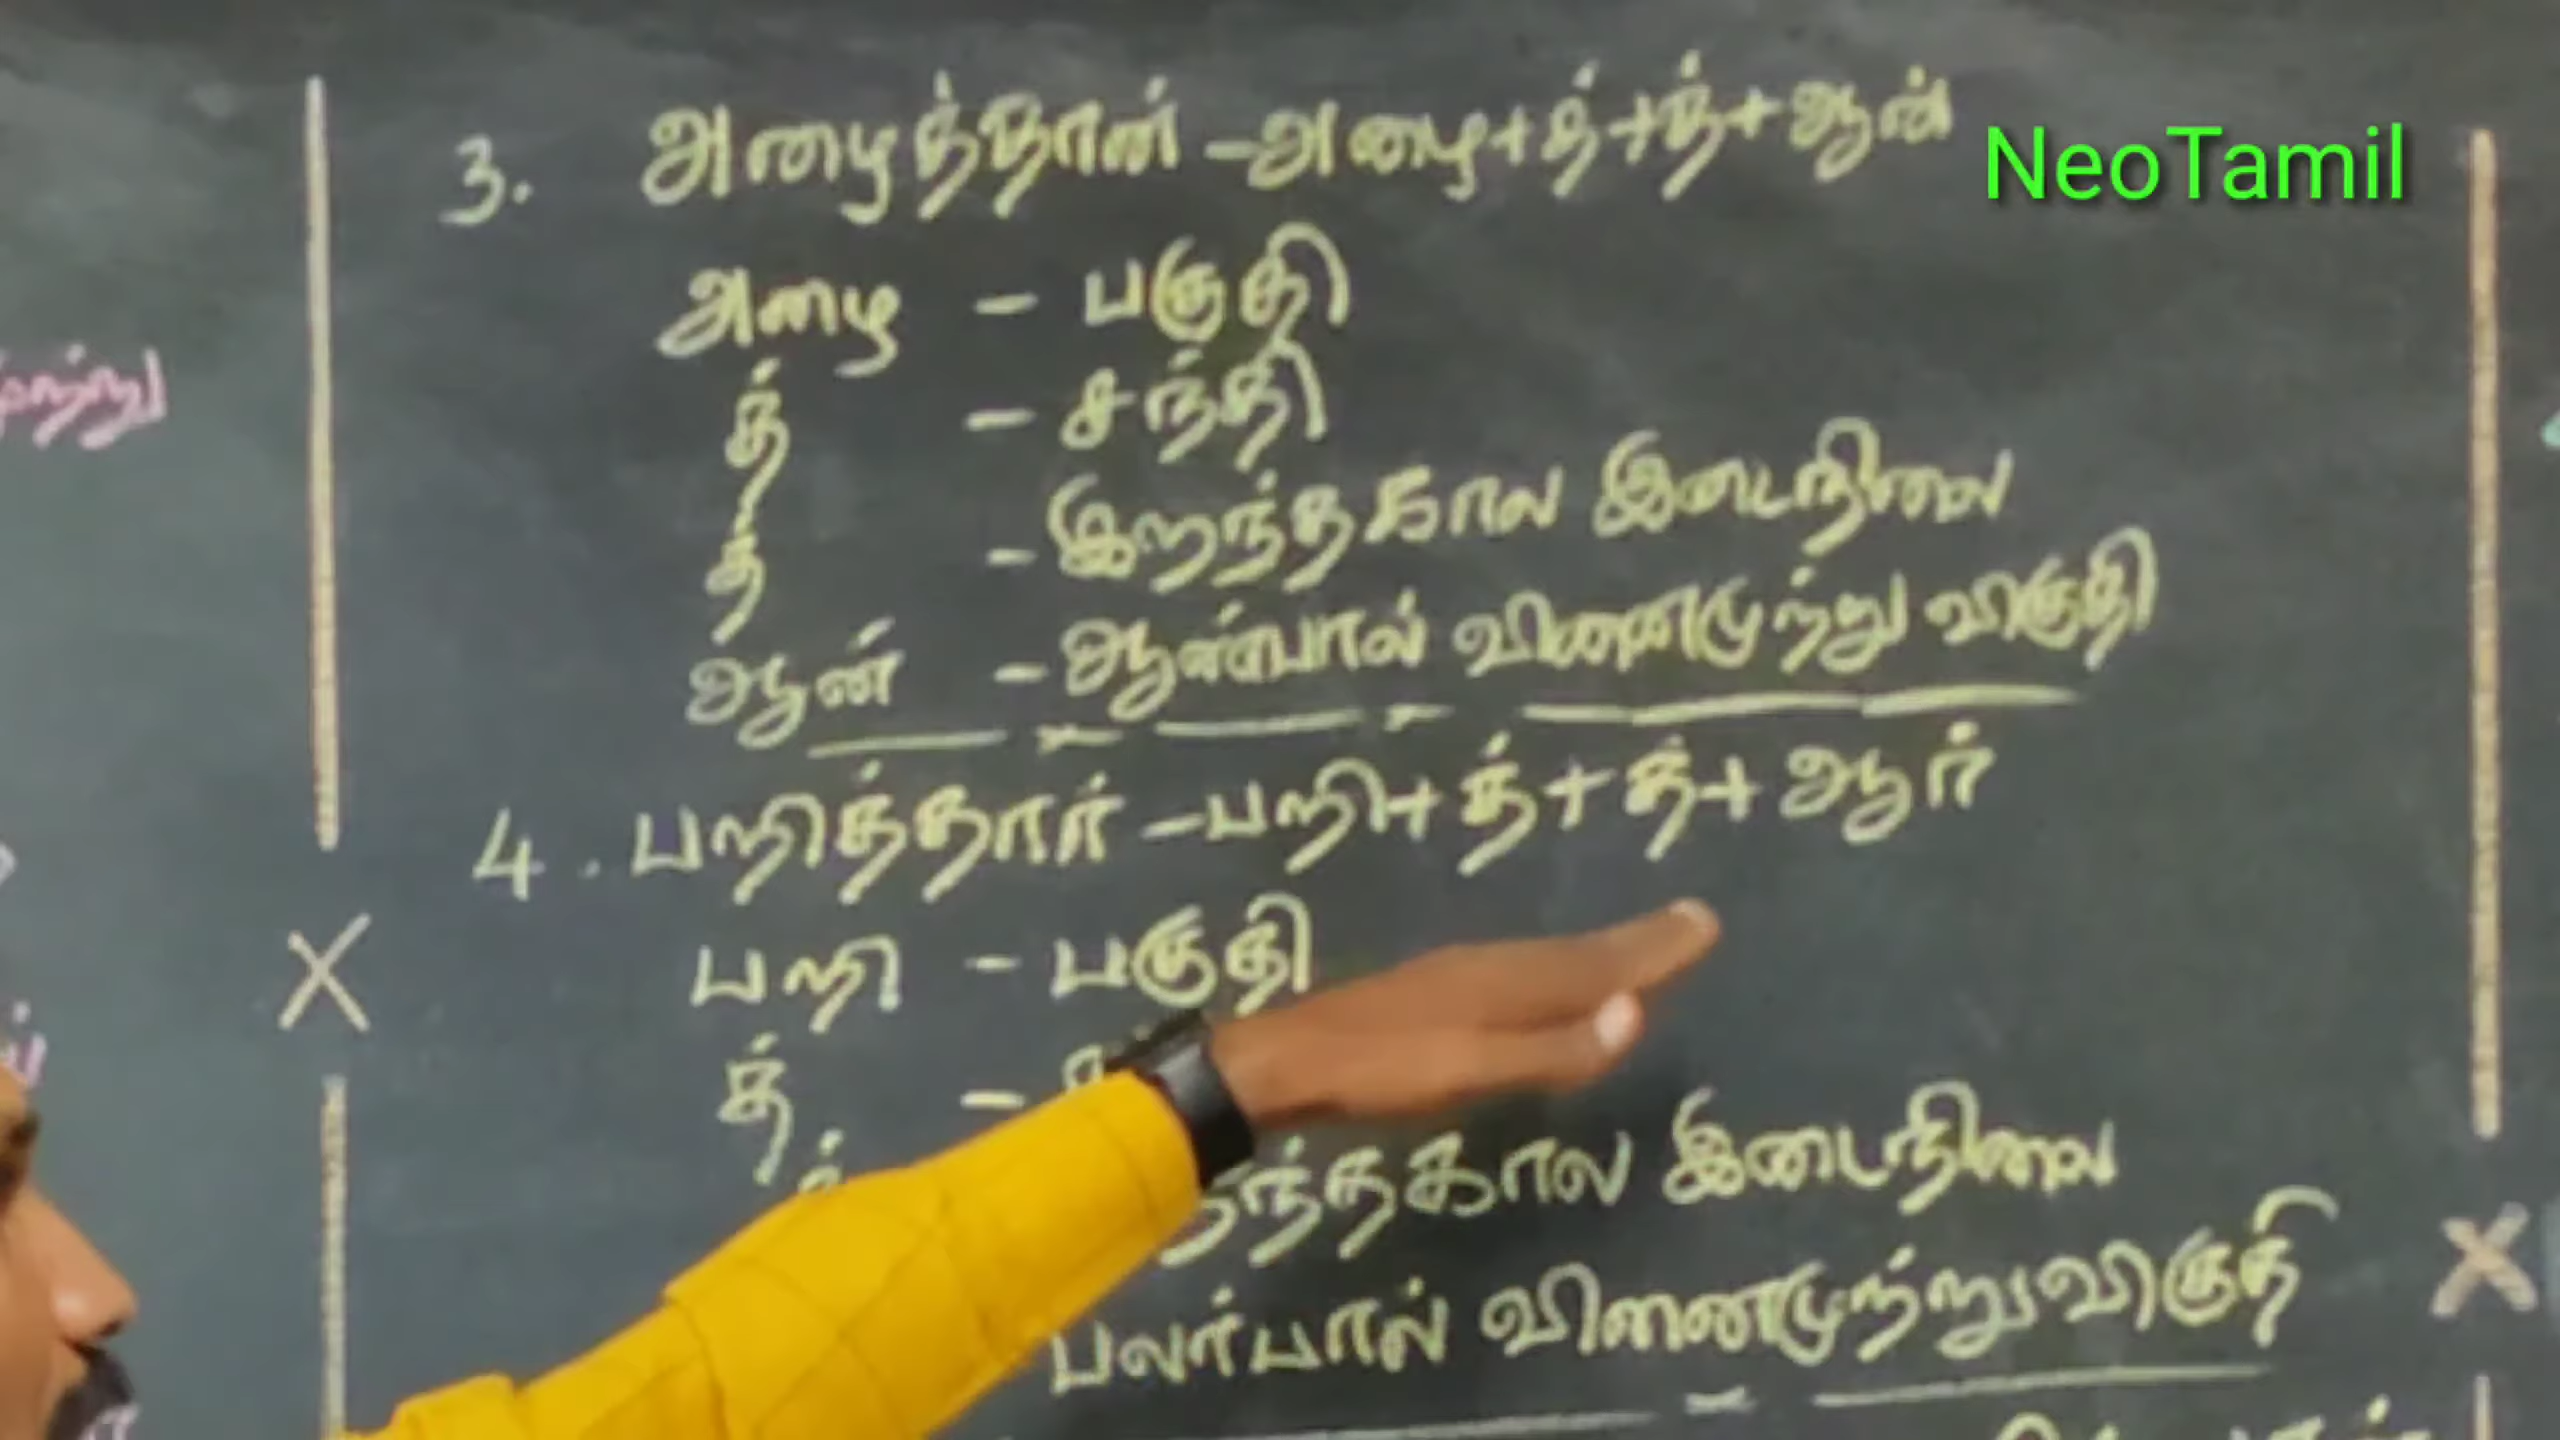 3. அழைத்தான் - அழை+த்+த்+ஆன்
NeoTamil
அழை - பகுதி
த் - சந்தி
த் - இறந்தகால இடைநிலை
ஆன் - ஆண்பால் வினைமுற்று விகுதி
4. பறித்தார் - பறி+த்+த்+ஆர்
பறி - பகுதி
த் -
இடைநிலை
பலர்பால் வினைமுற்று விகுதி